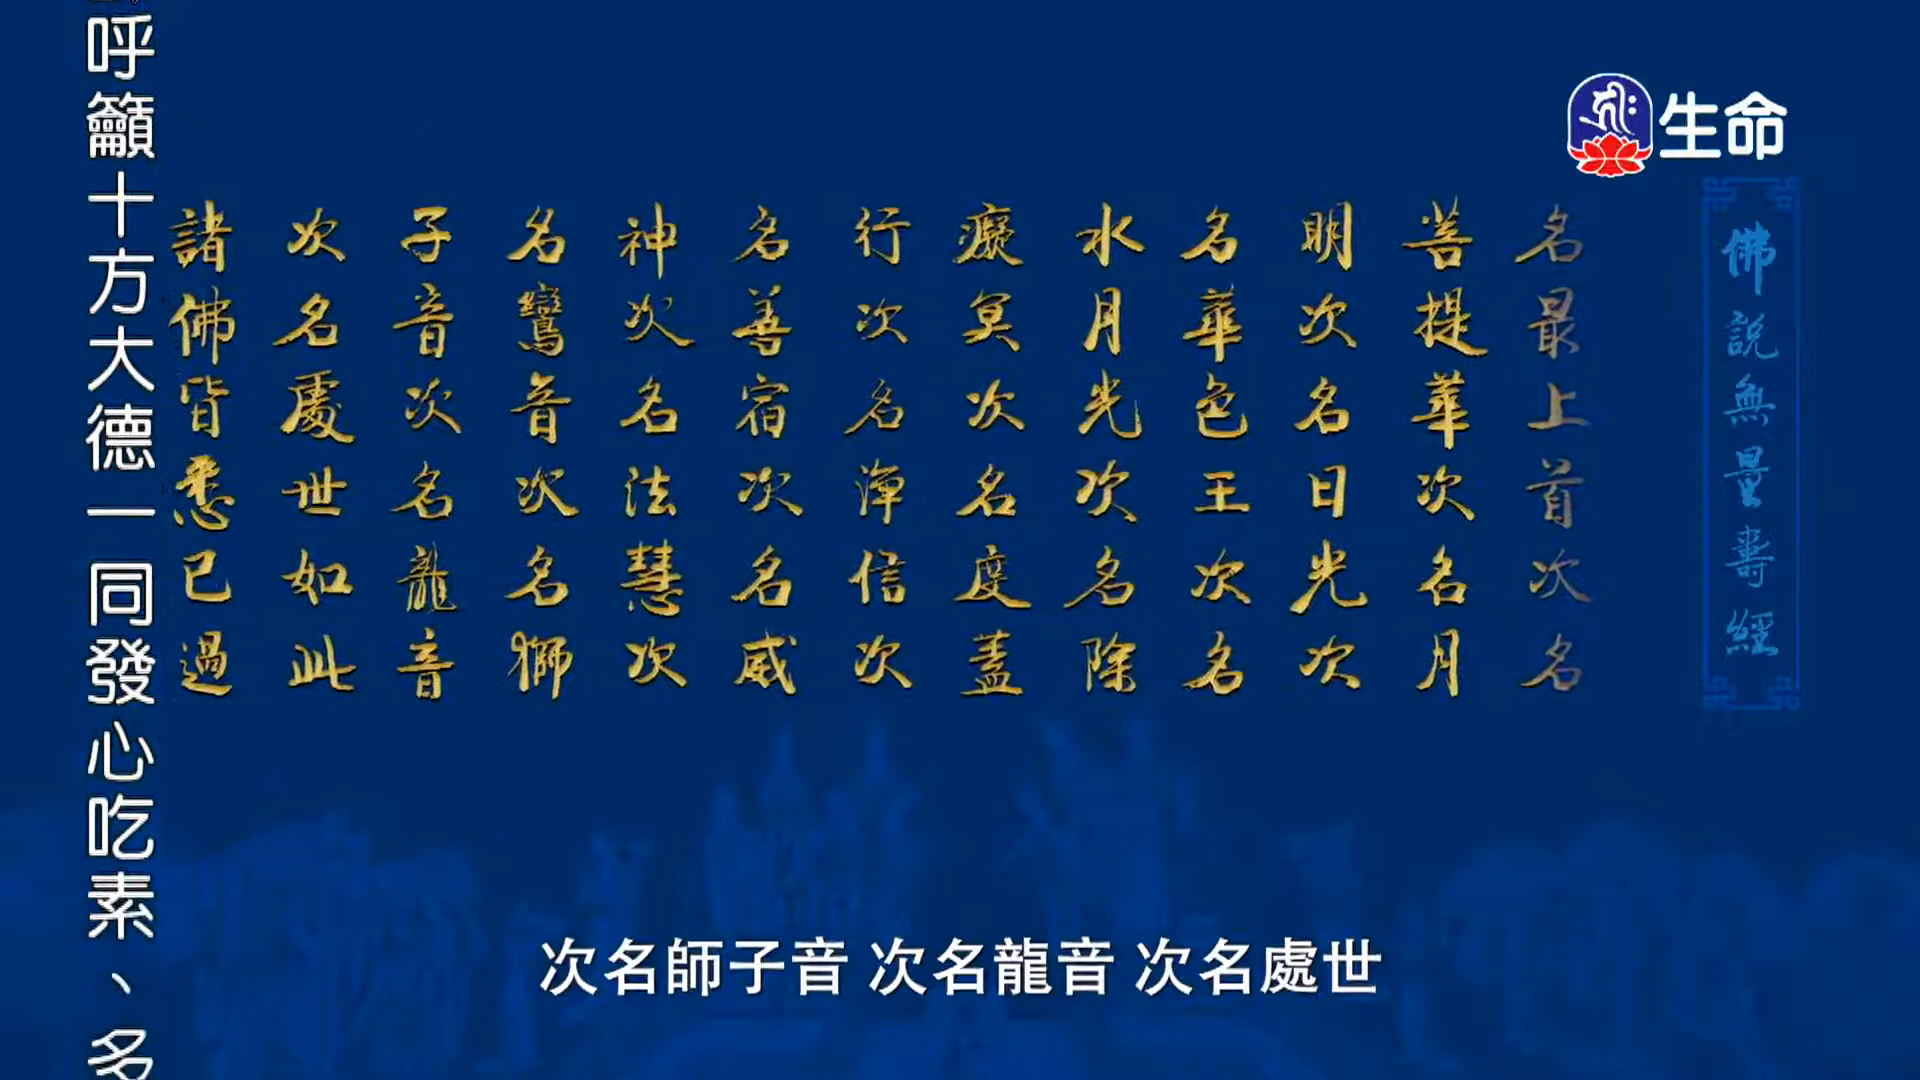 生命
佛說無量壽經
名最上首次名
菩提華次名月
明次名日光次
名華色王次名
水月光次名除
癡冥次名度蓋
行次名淨信次
名善宿次名威
神次名法慧次
名鸞音次名獅
子音次名龍音
次名處世如此
諸佛皆悉已過
呼籲十方大德一同發心吃素、多
次名師子音 次名龍音 次名處世